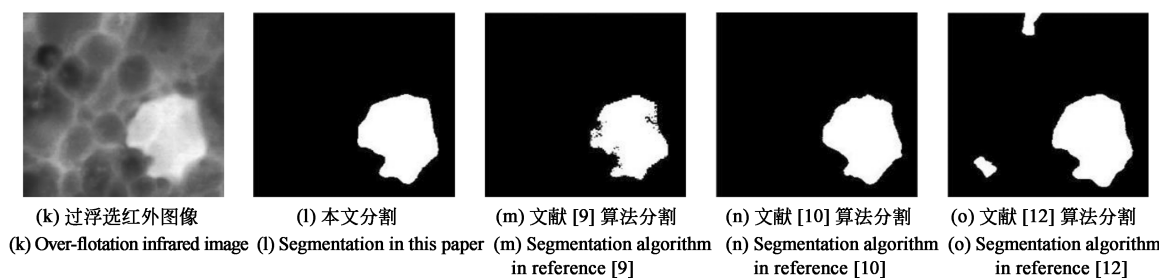 (k) 过浮选红外图像
(k) Over-flotation infrared image
(l) 本文分割
(l) Segmentation in this paper
(m) 文献 [9] 算法分割
(m) Segmentation algorithm
in reference [9]
(n) 文献 [10] 算法分割
(n) Segmentation algorithm
in reference [10]
(o) 文献 [12] 算法分割
(o) Segmentation algorithm
in reference [12]